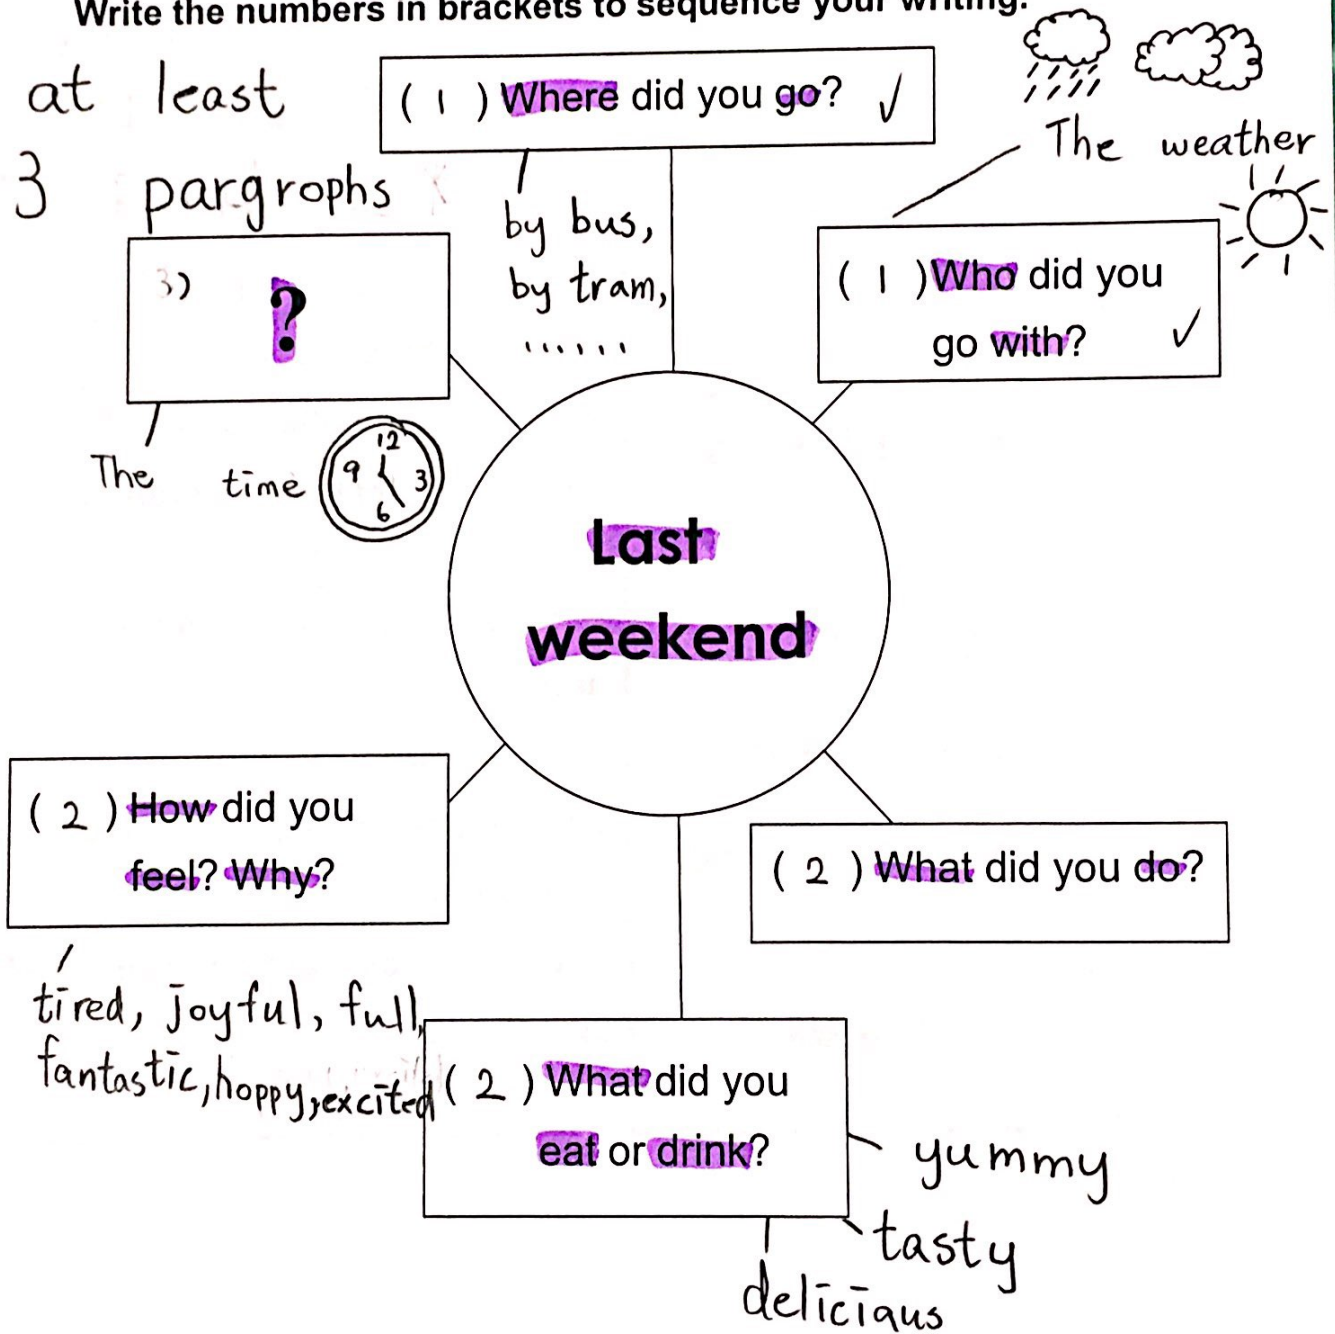 Write the numbers in brackets to sequence your writing.
at least
3 pargrophs
( 1 ) Where did you go? ✓
by bus,
by tram,
......
The weather
( 1 ) Who did you
go with? ✓
3)
?
The time
12
9
3
6
Last
weekend
( 2 ) How did you
feel? Why?
tired, joyful, full,
fantastic, hoppy, excited
( 2 ) What did you do?
( 2 ) What did you
eat or drink?
yummy
tasty
deliciaus